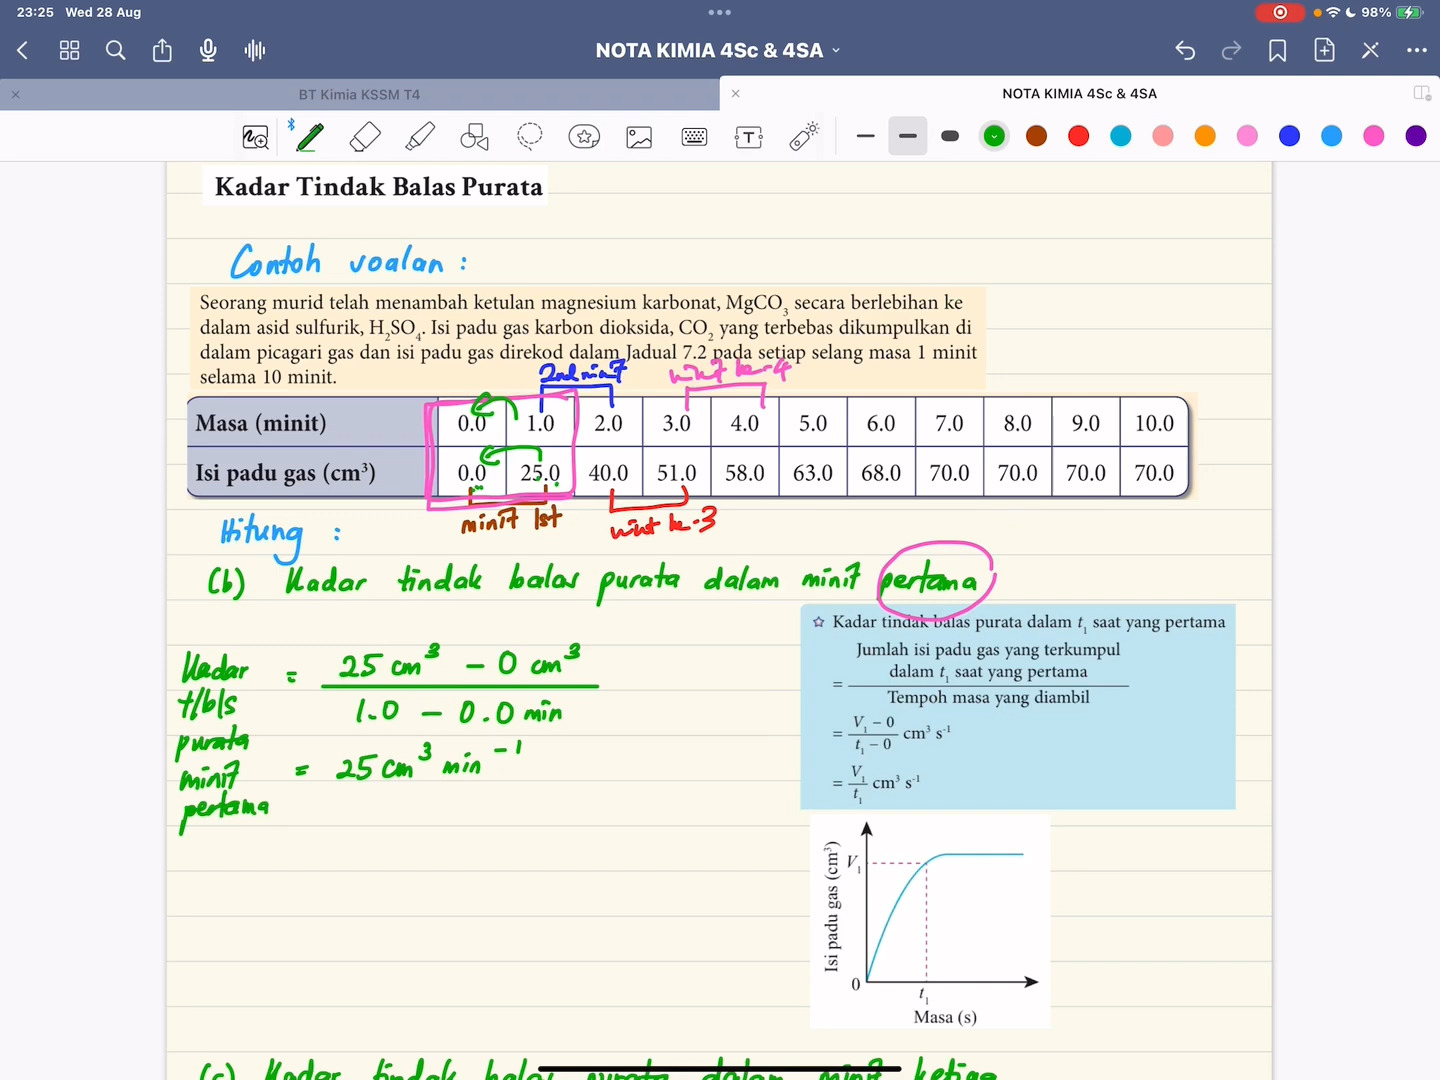 23:25 Wed 28 Aug 98%
NOTA KIMIA 4Sc & 4SA
BT Kimia KSSM T4
NOTA KIMIA 4Sc & 4SA
Kadar Tindak Balas Purata
Contoh soalan :
Seorang murid telah menambah ketulan magnesium karbonat, MgCO₃ secara berlebihan ke
dalam asid sulfurik, H₂SO₄. Isi padu gas karbon dioksida, CO₂ yang terbebas dikumpulkan di
dalam picagari gas dan isi padu gas direkod dalam Jadual 7.2 pada setiap selang masa 1 minit
selama 10 minit.
2nd minit
minit ke-4
Masa (minit) 0.0 1.0 2.0 3.0 4.0 5.0 6.0 7.0 8.0 9.0 10.0
Isi padu gas (cm³) 0.0 25.0 40.0 51.0 58.0 63.0 68.0 70.0 70.0 70.0 70.0
minit 1st
minit ke-3
Hitung :
(b) Kadar tindak balas purata dalam minit pertama
Kadar
t/bls
purata
minit
pertama
= 25 cm³ - 0 cm³
1.0 - 0.0 min
= 25 cm³ min⁻¹
☆ Kadar tindak balas purata dalam t₁ saat yang pertama
Jumlah isi padu gas yang terkumpul
dalam t₁ saat yang pertama
=
Tempoh masa yang diambil
= V₁ – 0
t₁ – 0 cm³ s⁻¹
= V₁
t₁ cm³ s⁻¹
Isi padu gas (cm³)
V₁
0
t₁
Masa (s)
(c) Kadar tindak balas purata dalam minit ketiga